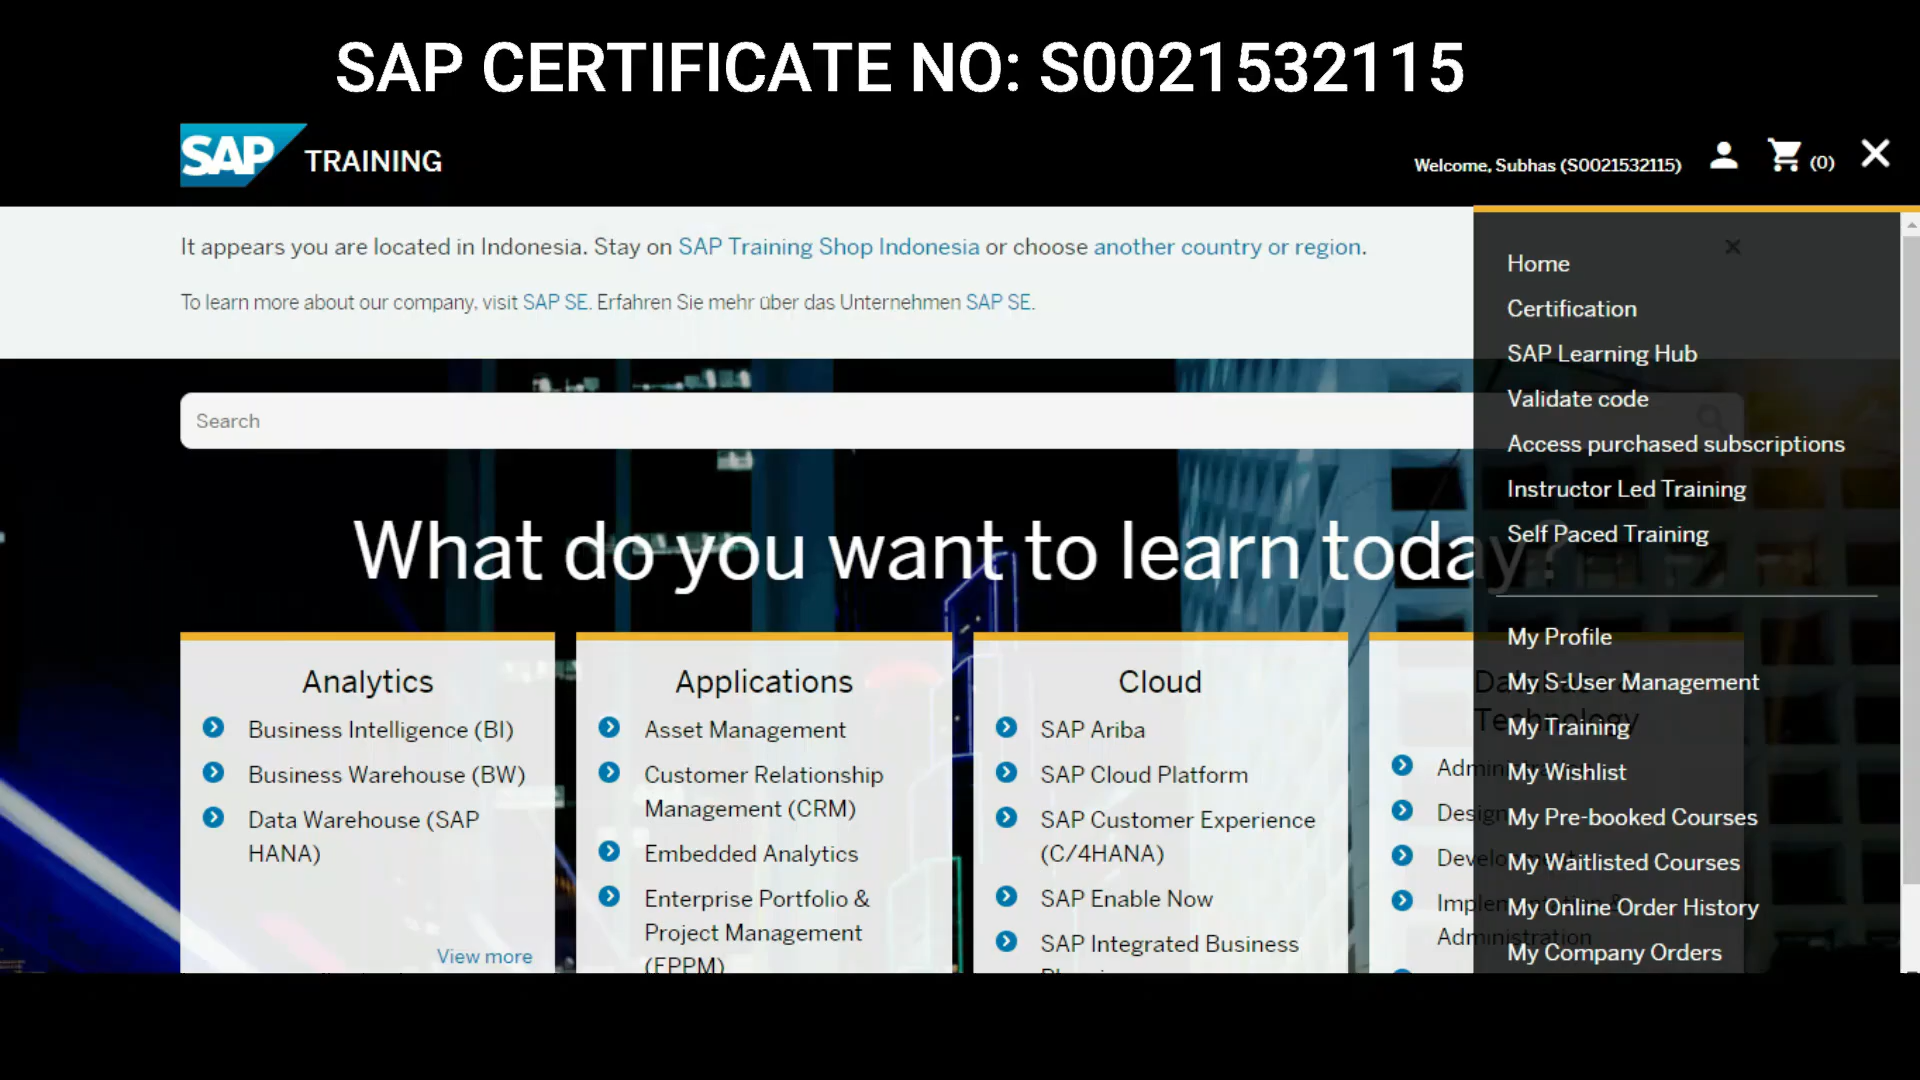 SAP CERTIFICATE NO: S0021532115
SAP TRAINING
Welcome, Subhas (S0021532115)
(0)
It appears you are located in Indonesia. Stay on SAP Training Shop Indonesia or choose another country or region.
To learn more about our company, visit SAP SE. Erfahren Sie mehr über das Unternehmen SAP SE.
Search
What do you want to learn today?
Analytics
Business Intelligence (BI)
Business Warehouse (BW)
Data Warehouse (SAP
HANA)
View more
Applications
Asset Management
Customer Relationship
Management (CRM)
Embedded Analytics
Enterprise Portfolio &
Project Management
(EPPM)
Cloud
SAP Ariba
SAP Cloud Platform
SAP Customer Experience
(C/4HANA)
SAP Enable Now
SAP Integrated Business
Database &
Technology
Administration
Home
Certification
SAP Learning Hub
Validate code
Access purchased subscriptions
Instructor Led Training
Self Paced Training
My Profile
My S-User Management
My Training
My Wishlist
My Pre-booked Courses
My Waitlisted Courses
My Online Order History
My Company Orders